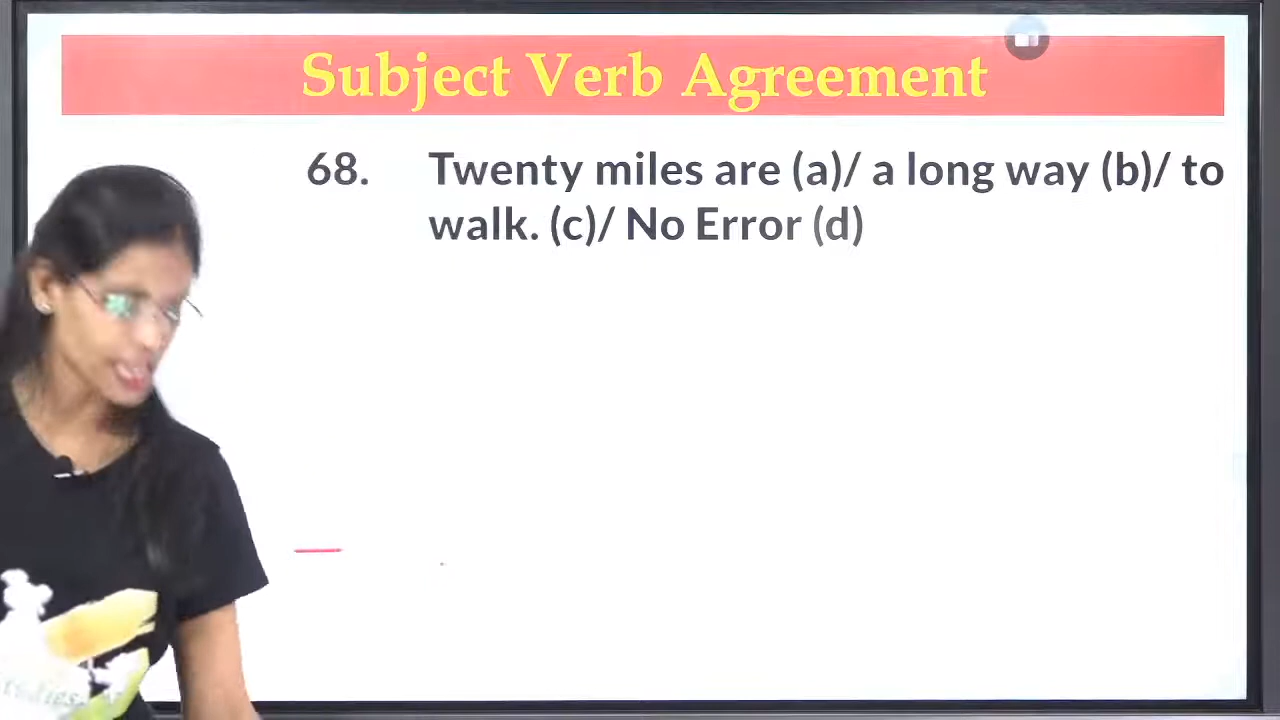 Subject Verb Agreement
68. Twenty miles are (a)/ a long way (b)/ to
walk. (c)/ No Error (d)